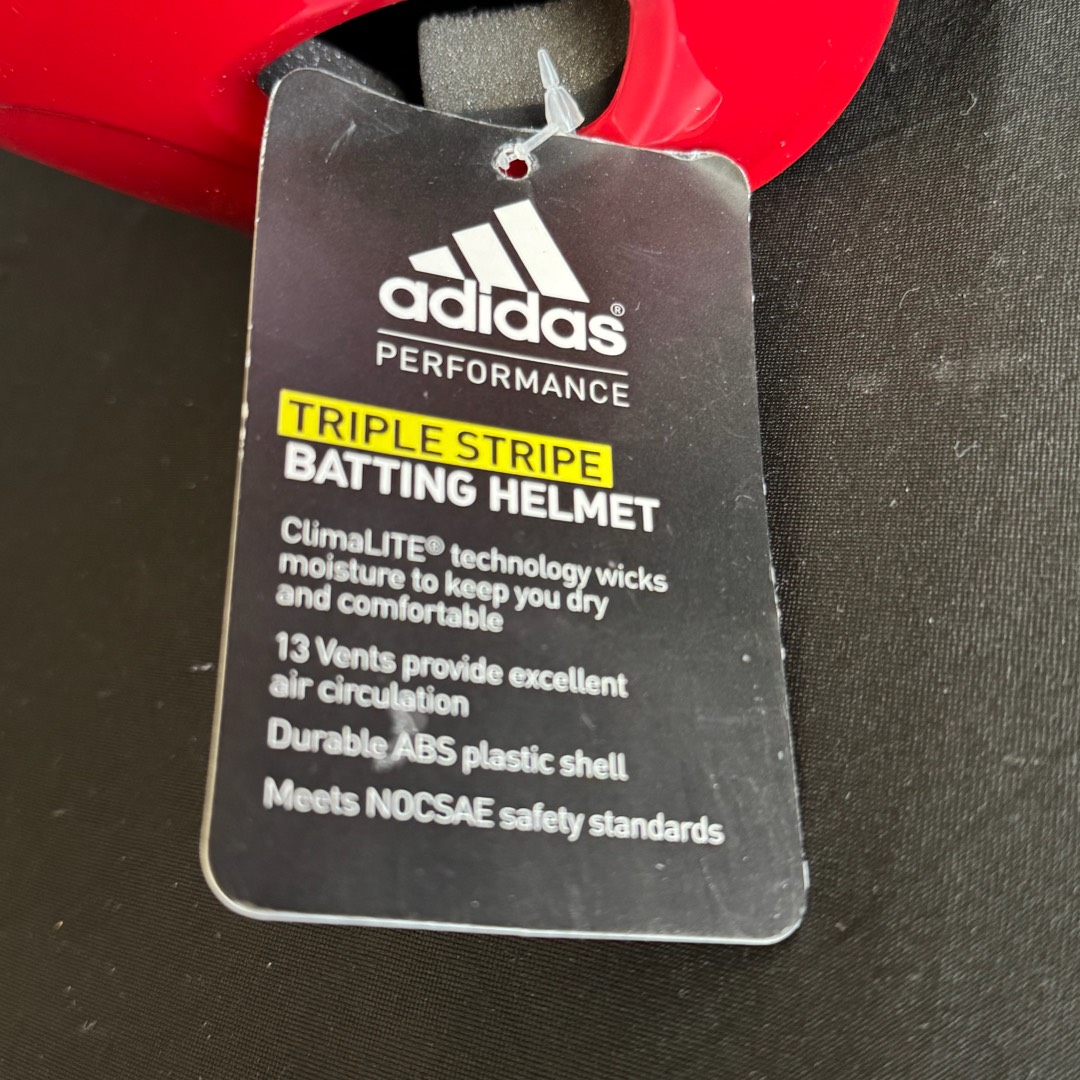 adidas®
PERFORMANCE
TRIPLE STRIPE
BATTING HELMET
ClimaLITE® technology wicks
moisture to keep you dry
and comfortable
13 Vents provide excellent
air circulation
Durable ABS plastic shell
Meets NOCSAE safety standards